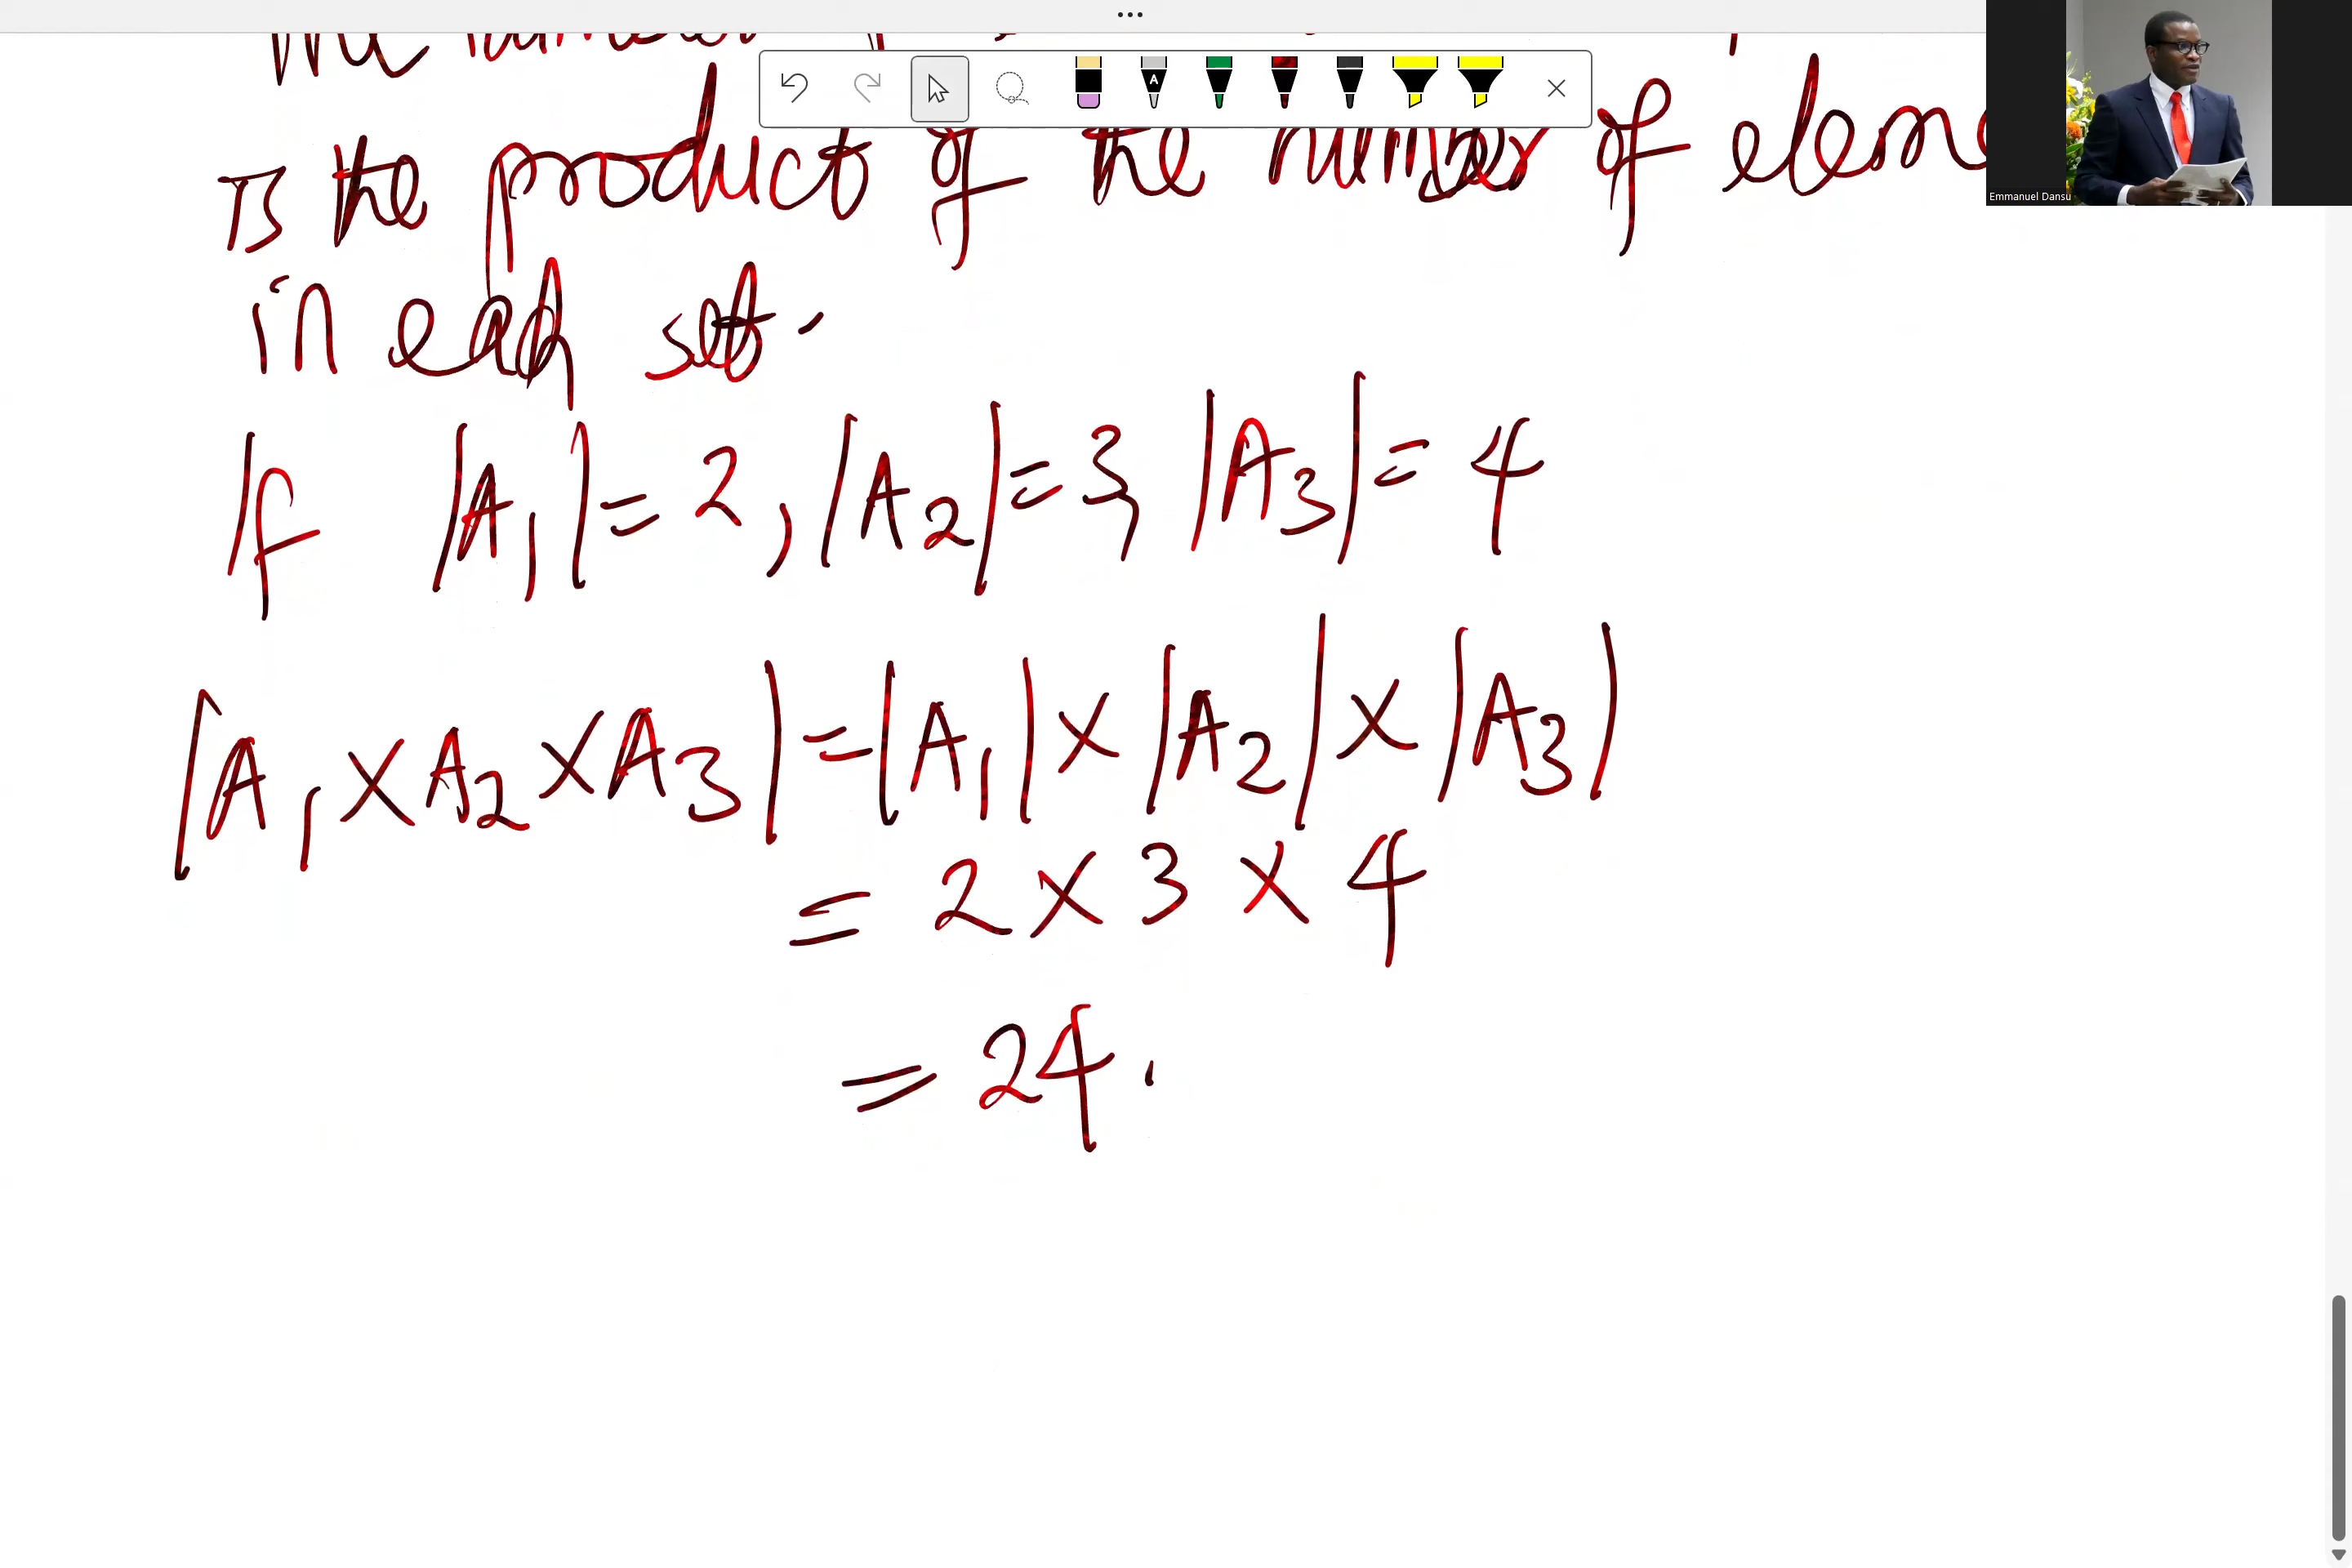 is the product of the number of
in each set.
If |A₁| = 2, |A₂| = 3, |A₃| = 4
|A₁ × A₂ × A₃| = |A₁| × |A₂| × |A₃|
= 2 × 3 × 4
= 24.
A
Emmanuel Dansu